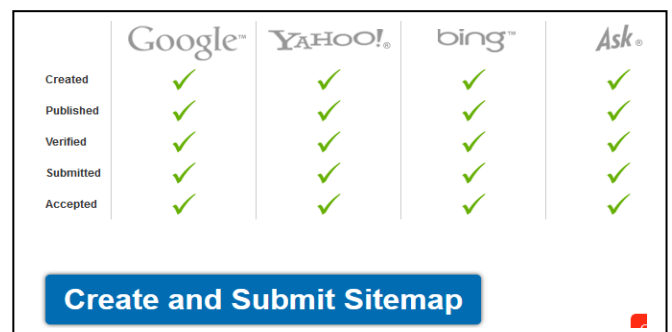 Google™ YAHOO!® bing™ Ask®
Created
Published
Verified
Submitted
Accepted
Create and Submit Sitemap